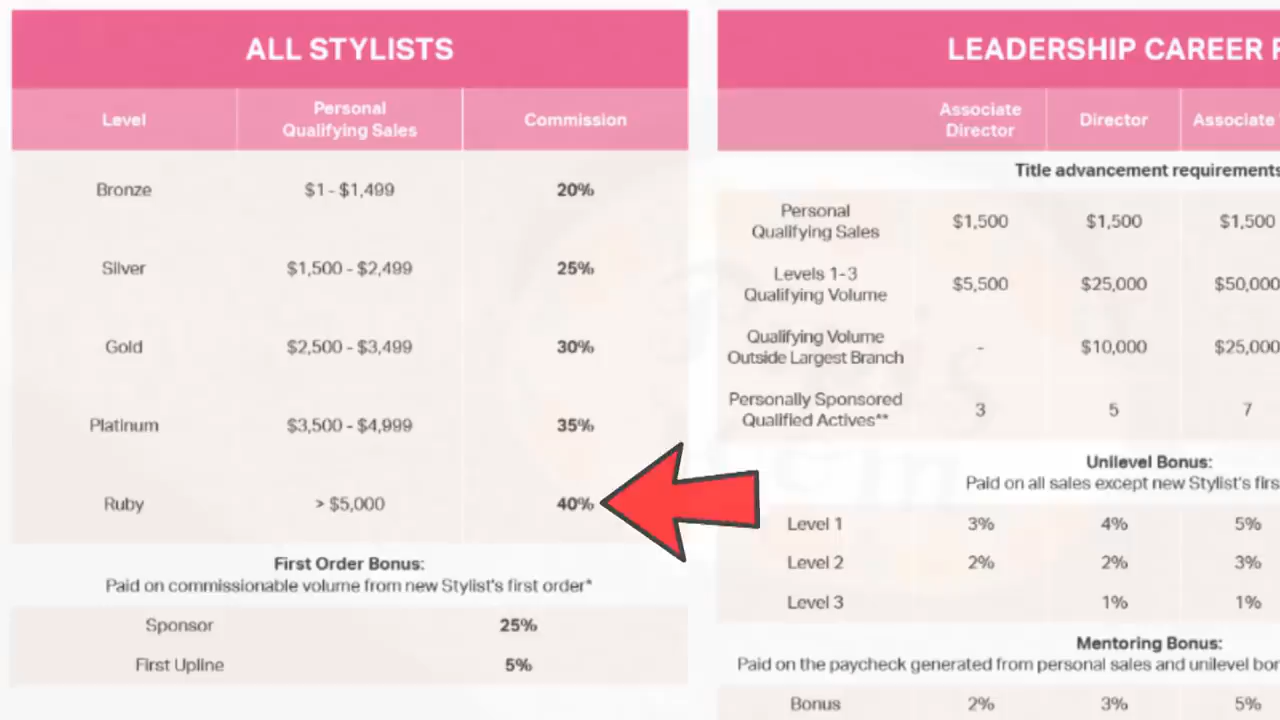 ALL STYLISTS
Level
Personal
Qualifying Sales
Commission
Bronze $1 - $1,499 20%
Silver $1,500 - $2,499 25%
Gold $2,500 - $3,499 30%
Platinum $3,500 - $4,999 35%
Ruby > $5,000 40%
First Order Bonus:
Paid on commissionable volume from new Stylist's first order*
Sponsor 25%
First Upline 5%
LEADERSHIP CAREER
Associate
Director
Director
Associate
Title advancement requirements
Personal
Qualifying Sales
$1,500 $1,500 $1,500
Levels 1-3
Qualifying Volume
$5,500 $25,000 $50,000
Qualifying Volume
Outside Largest Branch
- $10,000 $25,000
Personally Sponsored
Qualified Actives**
3 5 7
Unilevel Bonus:
Paid on all sales except new Stylist's
Level 1 3% 4% 5%
Level 2 2% 2% 3%
Level 3 1% 1%
Mentoring Bonus:
Paid on the paycheck generated from personal sales and unilevel
Bonus 2% 3% 5%